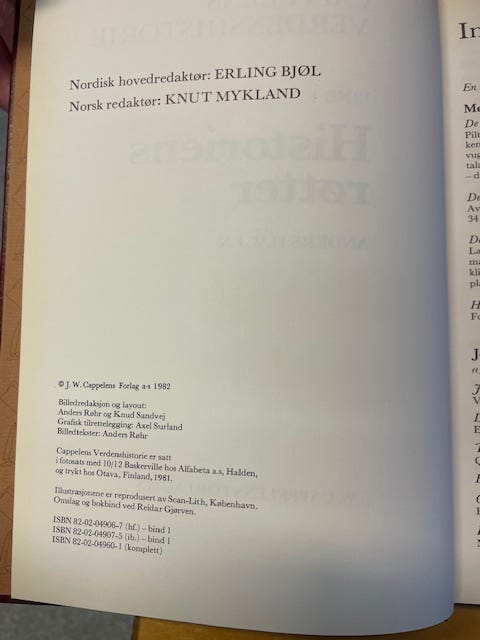 Nordisk hovedredaktør: ERLING BJØL
Norsk redaktør: KNUT MYKLAND
© J. W. Cappelens Forlag a·s 1982
Billedredaksjon og layout:
Anders Røhr og Knud Sandvej
Grafisk tilrettelegging: Axel Surland
Billedtekster: Anders Røhr
Cappelens Verdenshistorie er satt
i fotosats med 10/12 Baskerville hos Alfabeta a.s, Halden,
og trykt hos Otava, Finland, 1981.
Illustrasjonene er reprodusert av Scan-Lith, København.
Omslag og bokbind ved Reidar Gjørven.
ISBN 82-02-04906-7 (hf.) – bind 1
ISBN 82-02-04907-5 (ib.) – bind 1
ISBN 82-02-04960-1 (komplett)